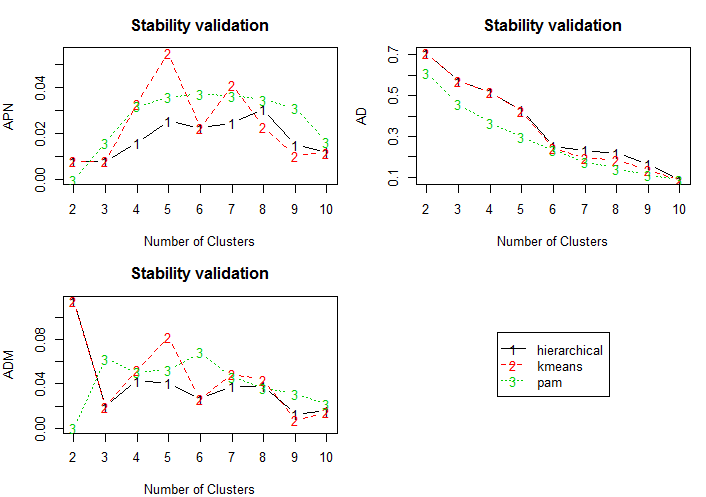 Stability validation
APN
0.00 0.02 0.04
2 3 4 5 6 7 8 9 10
Number of Clusters
Stability validation
AD
0.1 0.3 0.5 0.7
2 3 4 5 6 7 8 9 10
Number of Clusters
Stability validation
ADM
0.00 0.04 0.08
2 3 4 5 6 7 8 9 10
Number of Clusters
1 hierarchical
2 kmeans
3 pam